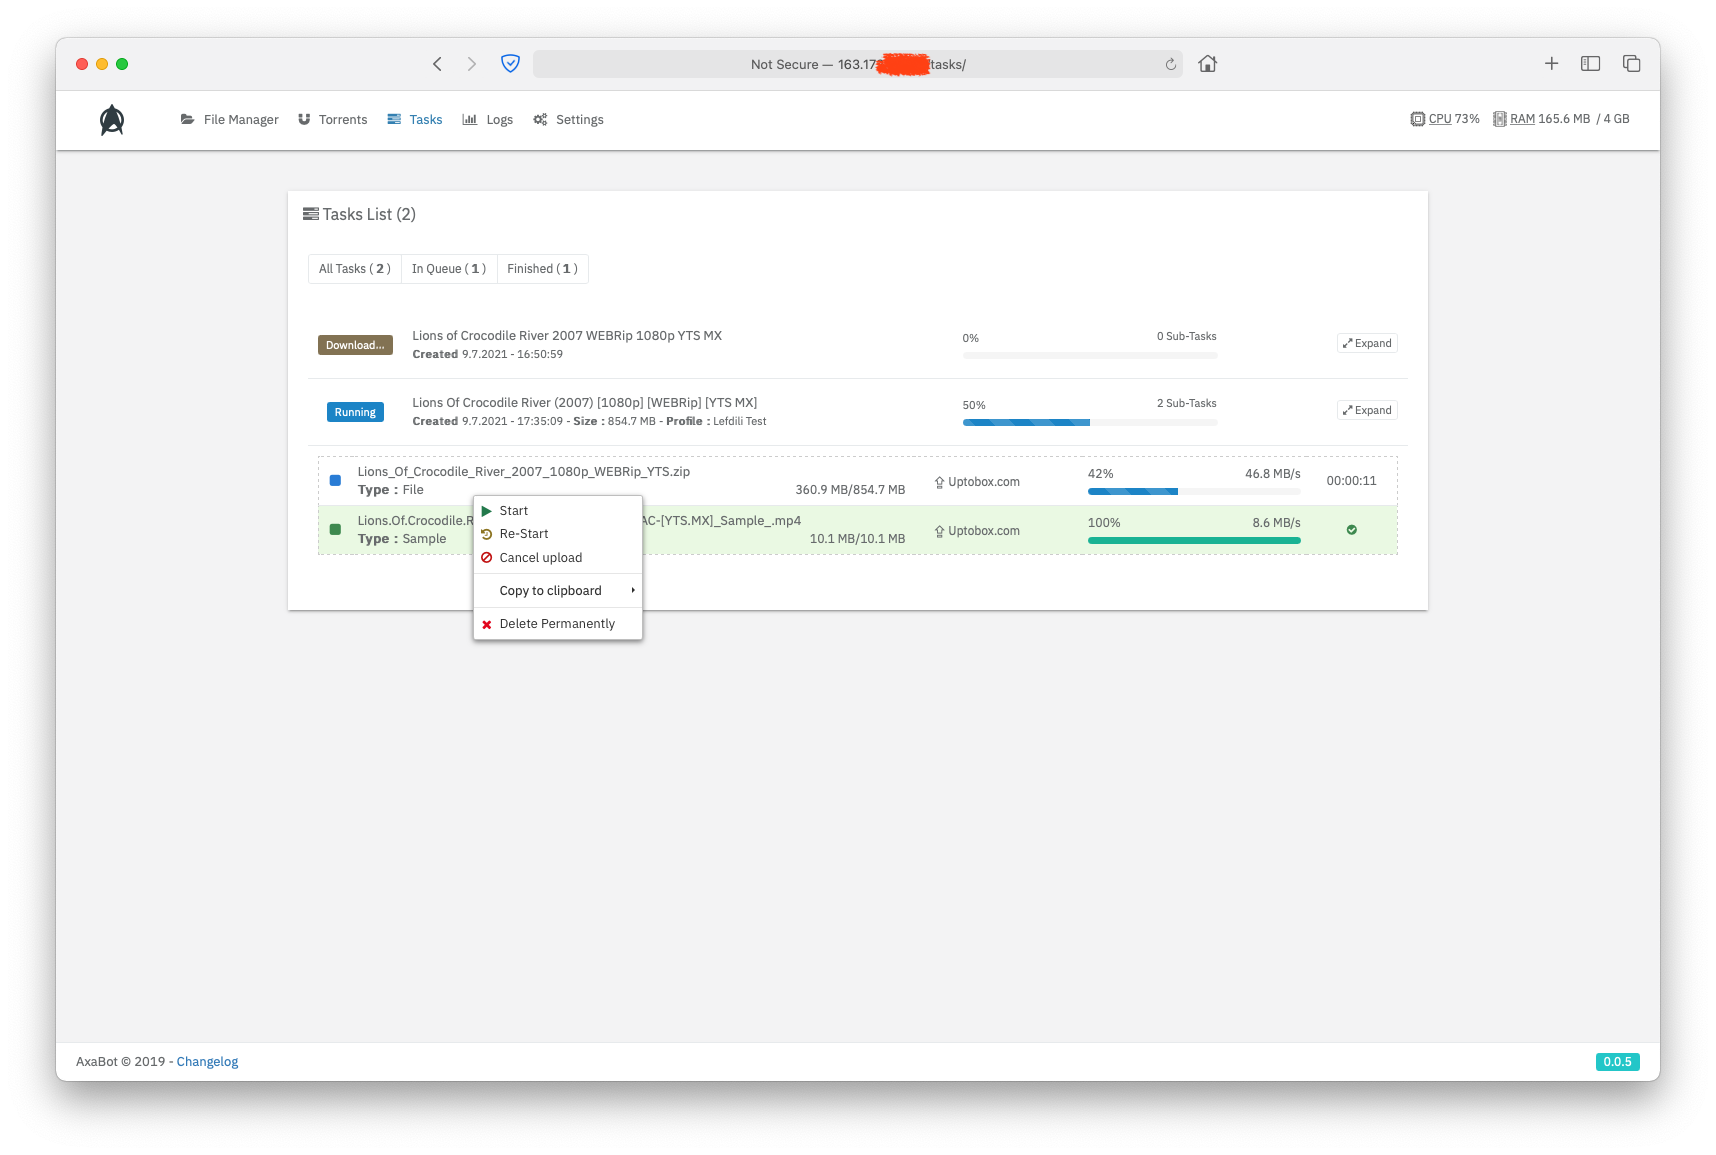 Not Secure — 163.17 tasks/
File Manager Torrents Tasks Logs Settings CPU 73% RAM 165.6 MB / 4 GB
Tasks List (2)
All Tasks ( 2 ) In Queue ( 1 ) Finished ( 1 )
Download... Lions of Crocodile River 2007 WEBRip 1080p YTS MX 0% 0 Sub-Tasks Expand
Created 9.7.2021 - 16:50:59
Running Lions Of Crocodile River (2007) [1080p] [WEBRip] [YTS MX] 50% 2 Sub-Tasks Expand
Created 9.7.2021 - 17:35:09 - Size : 854.7 MB - Profile : Lefdili Test
Lions_Of_Crocodile_River_2007_1080p_WEBRip_YTS.zip Uptobox.com 42% 46.8 MB/s 00:00:11
Type : File 360.9 MB/854.7 MB
Lions.Of.Crocodile.R AC-[YTS.MX]_Sample_.mp4 Uptobox.com 100% 8.6 MB/s
Type : Sample 10.1 MB/10.1 MB
Start
Re-Start
Cancel upload
Copy to clipboard
Delete Permanently
AxaBot © 2019 - Changelog 0.0.5